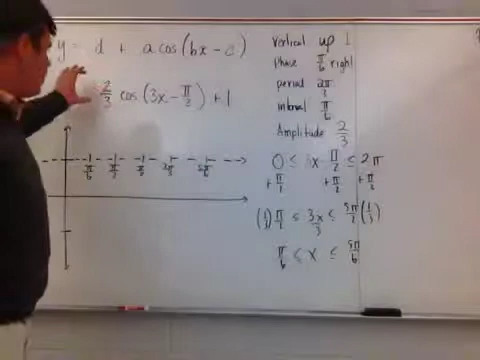 y = d + a cos(bx - c)
2/3 cos(3x - π/2) + 1
π/6 π/3 π/2 2π/3 5π/6
vertical up 1
phase π/6 right
period 2π/3
interval π/6
Amplitude 2/3
0 ≤ 3x - π/2 ≤ 2π
+π/2 +π/2 +π/2
(1/3) π/2 ≤ 3x/3 ≤ 5π/2 (1/3)
π/6 ≤ x ≤ 5π/6